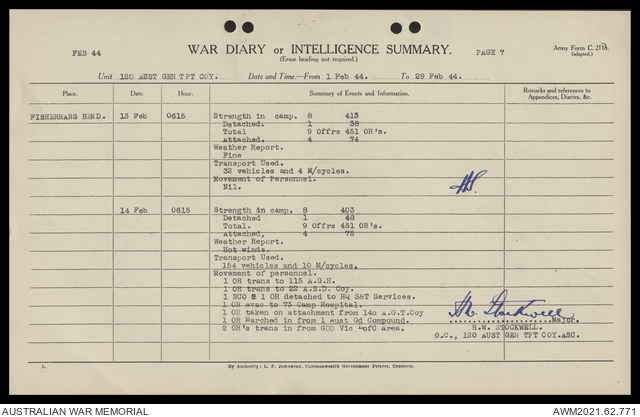 FEB 44
WAR DIARY OR INTELLIGENCE SUMMARY.
(Erase heading not required.)
PAGE 7
Army Form C. 2118.
(adapted.)
Unit 120 AUST GEN TPT COY. Date and Time.—From 1 Feb 44. To 29 Feb 44.
Place. Date. Hour Summary of Events and Information. Remarks and references to Appendices, Diaries, &c.
FISHERMANS BEND. 13 Feb 0615 Strength in camp. 8 413
Detached. 1 38
Total 9 Offrs 451 OR's.
Attached. 4 74
Weather Report.
Fine
Transport Used.
32 vehicles and 4 M/cycles.
Movement of Personnel.
Nil.
14 Feb 0615 Strength in camp. 8 403
Detached 1 48
Total. 9 Offrs 451 OR's.
Attached, 4 75
Weather Report.
Hot winds.
Transport Used.
154 vehicles and 10 M/cycles.
Movement of personnel.
1 OR trans to 115 A.G.H.
1 OR trans to 22 A.S.D. Coy.
1 NCO & 1 OR detached to HQ S&T Services.
1 OR evac to 73 Camp Hospital.
1 OR taken on attachment from 140 A.G.T.Coy
1 OR Marched in from 1 Aust Gd Compound.
2 OR's trans in from GDD Vic LofC Area.
Stockwell
Major.
H.W. STOCKWELL.
O.C., 120 AUST GEN TPT COY.ABC.
L.
By Authority: L. F. Johnston, Commonwealth Government Printer, Canberra.
AUSTRALIAN WAR MEMORIAL
AWM2021.62.771